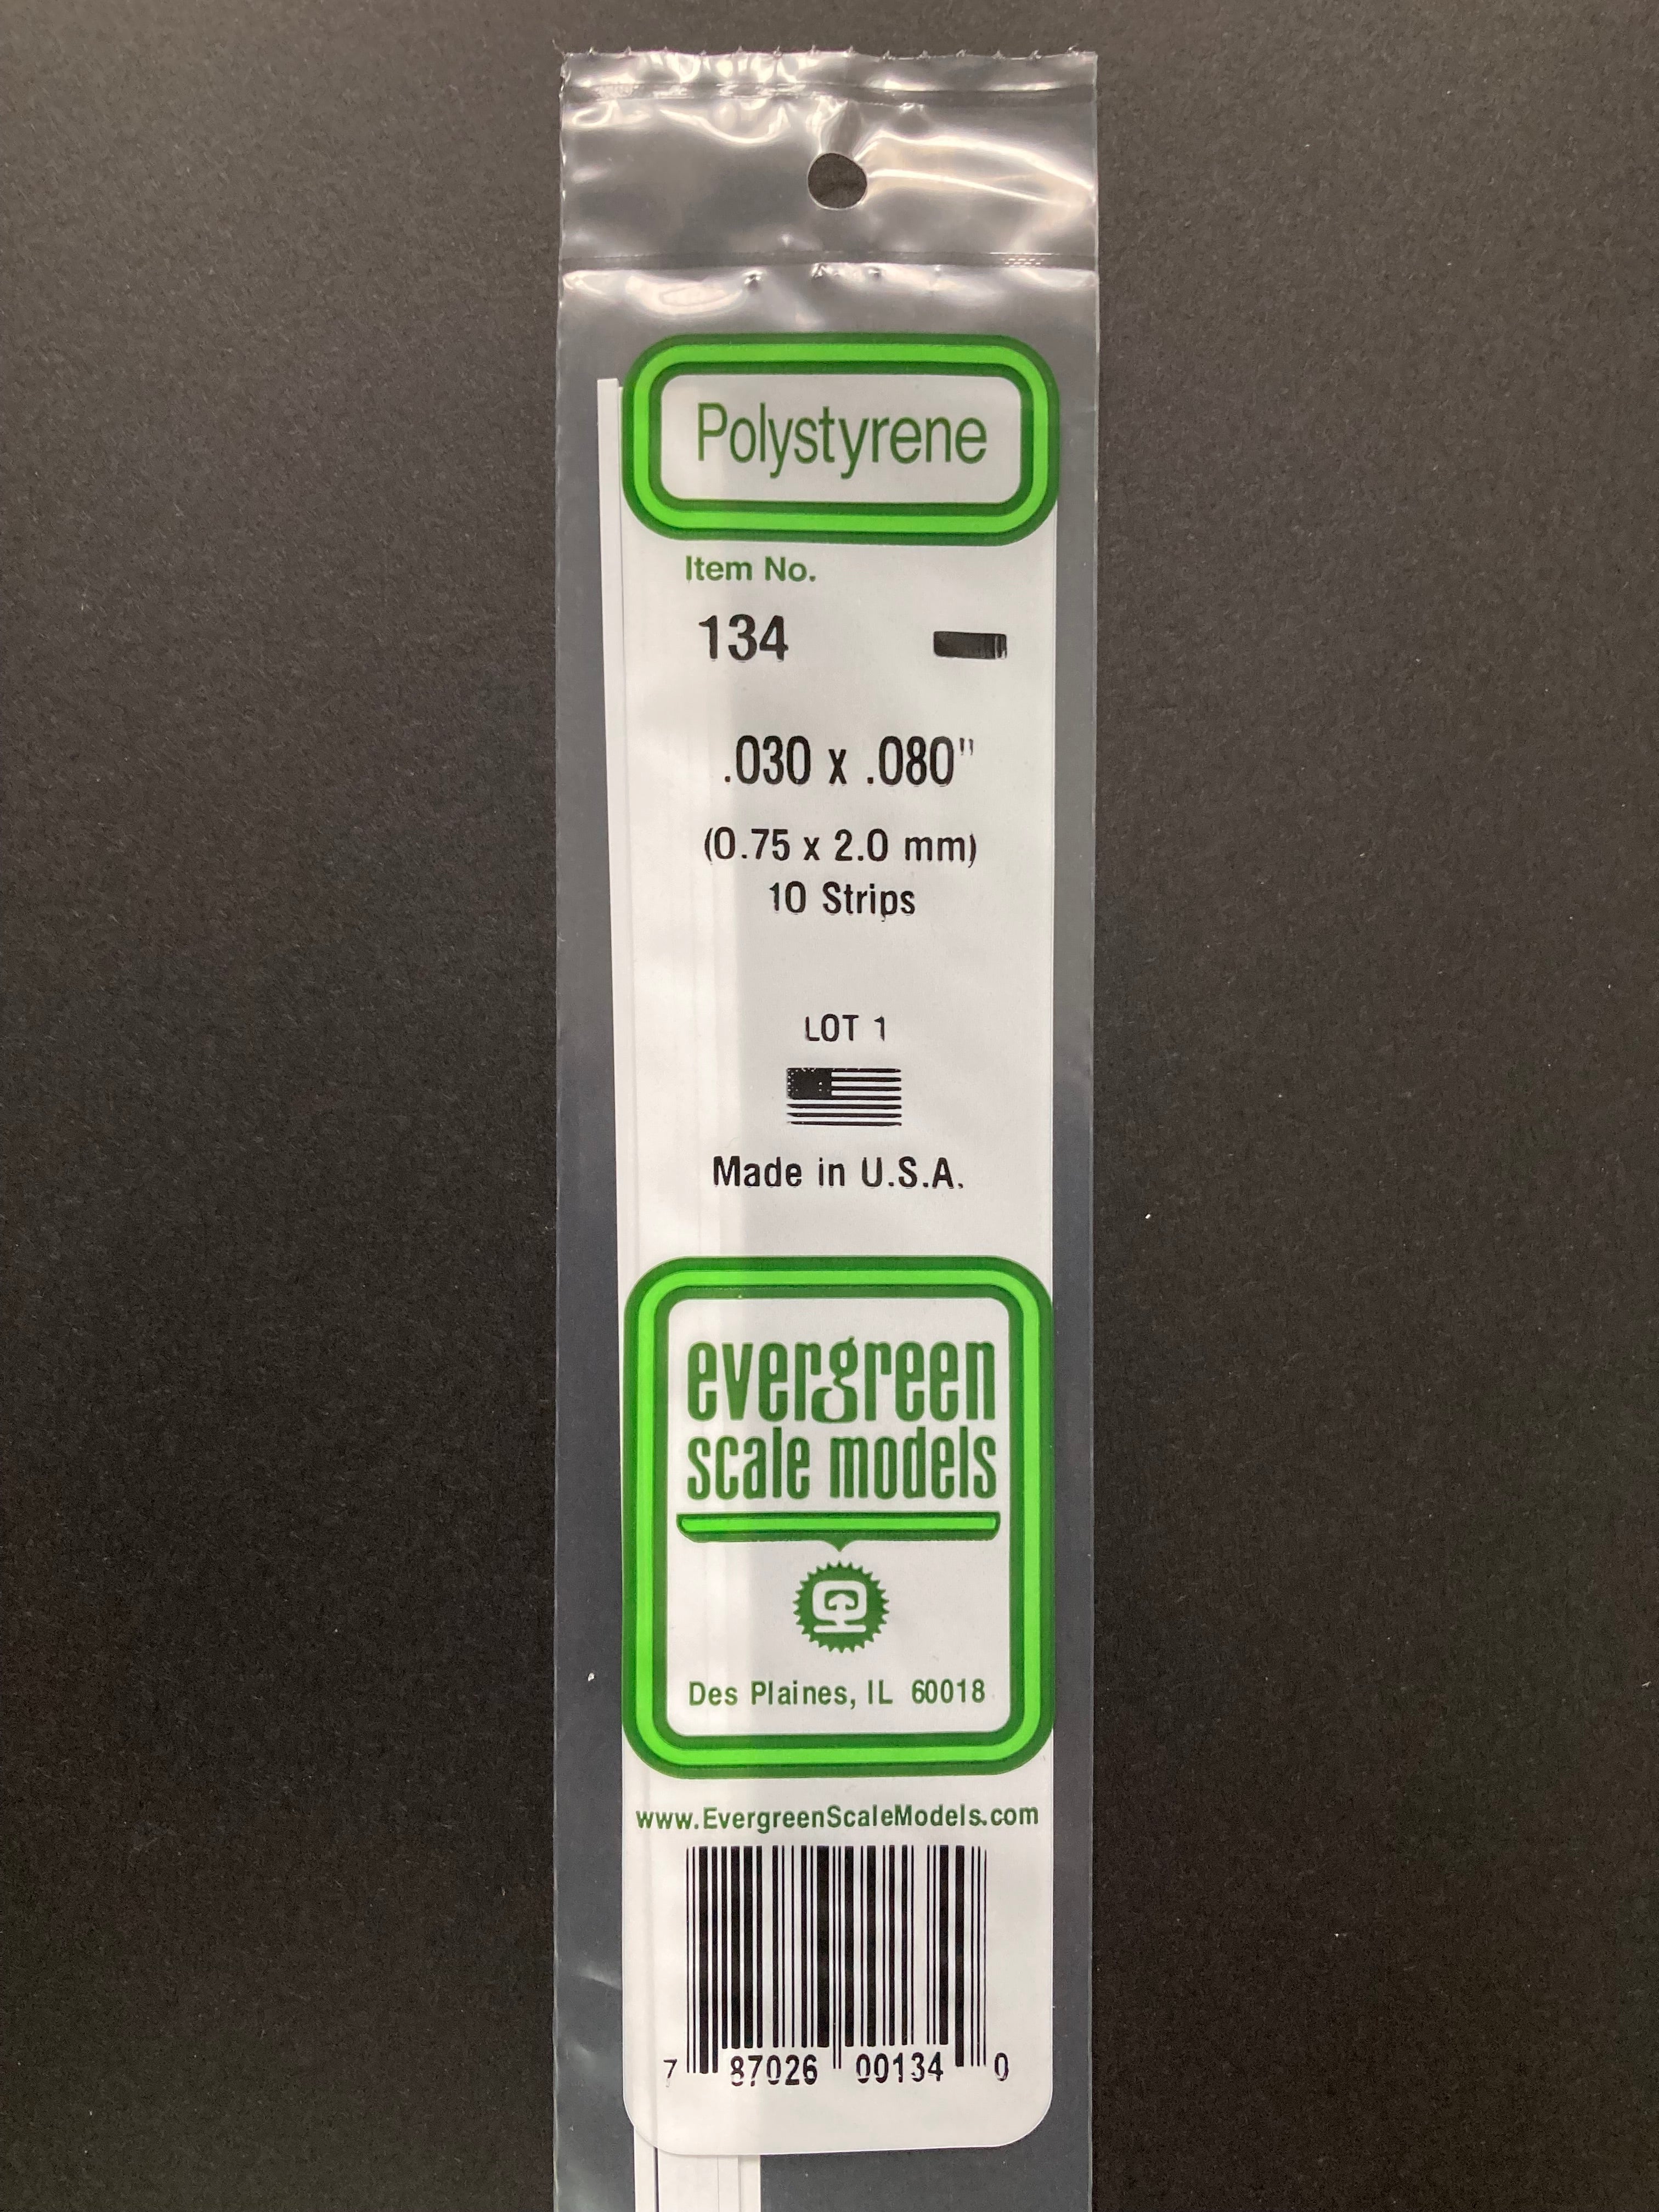 Polystyrene
Item No.
134
.030 x .080"
(0.75 x 2.0 mm)
10 Strips
LOT 1
Made in U.S.A.
evergreen
scale models
Des Plaines, IL 60018
www.EvergreenScaleModels.com
7 87026 00134 0